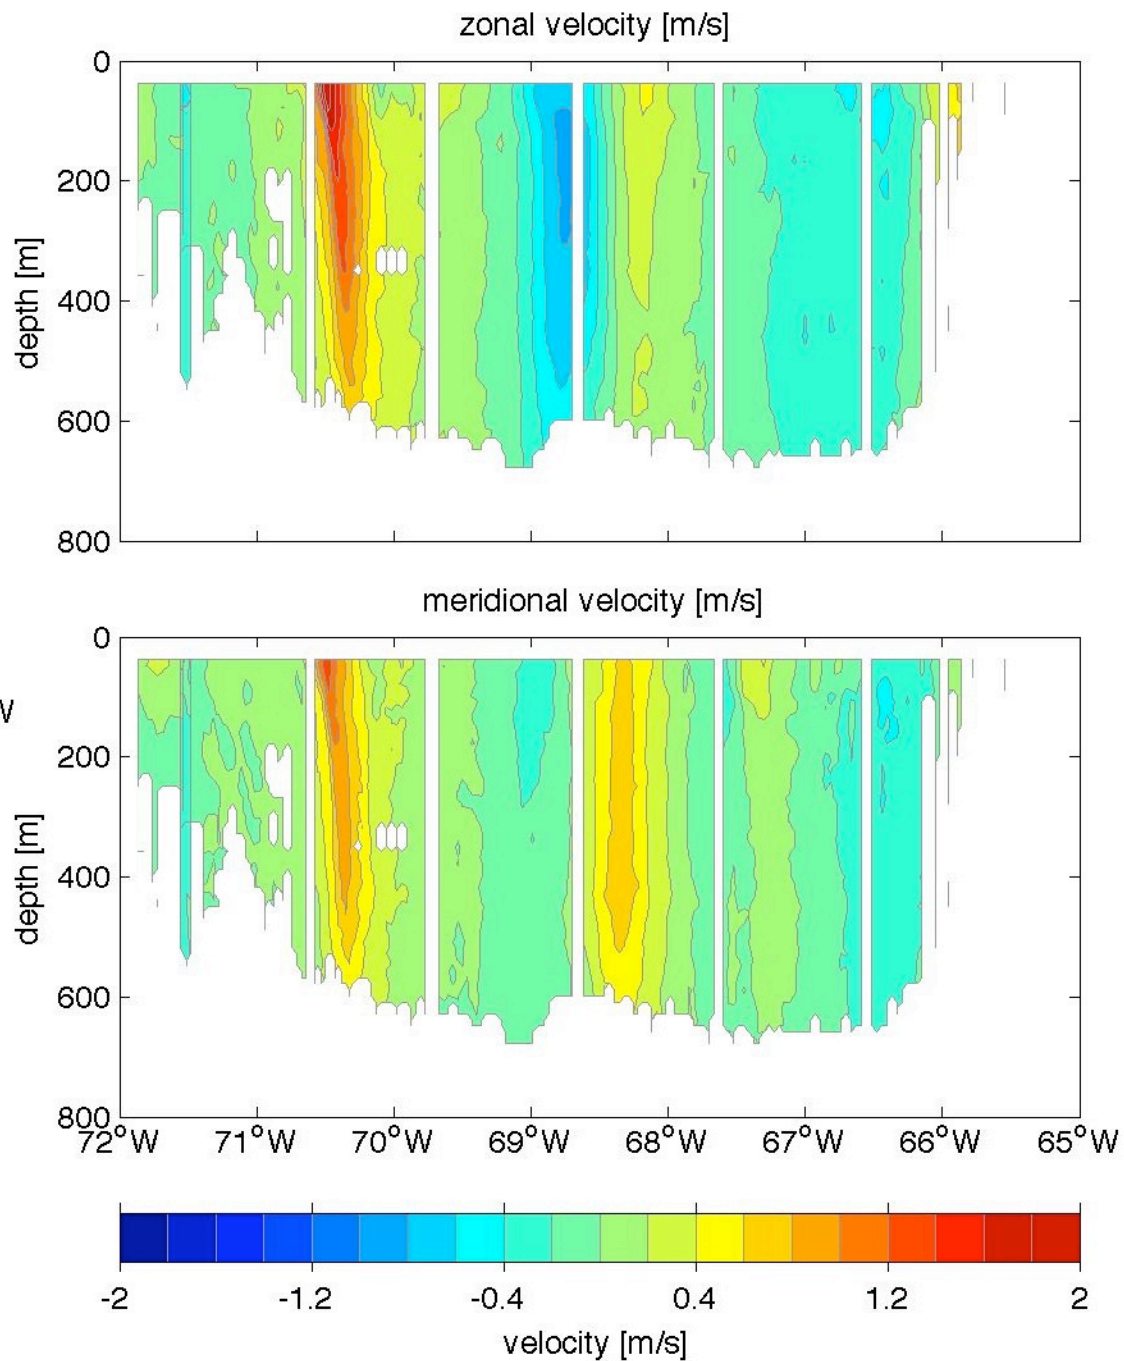 zonal velocity [m/s]
0
200
400
600
800
depth [m]
meridional velocity [m/s]
W
0
200
400
600
800
depth [m]
72°W 71°W 70°W 69°W 68°W 67°W 66°W 65°W
-2 -1.2 -0.4 0.4 1.2 2
velocity [m/s]